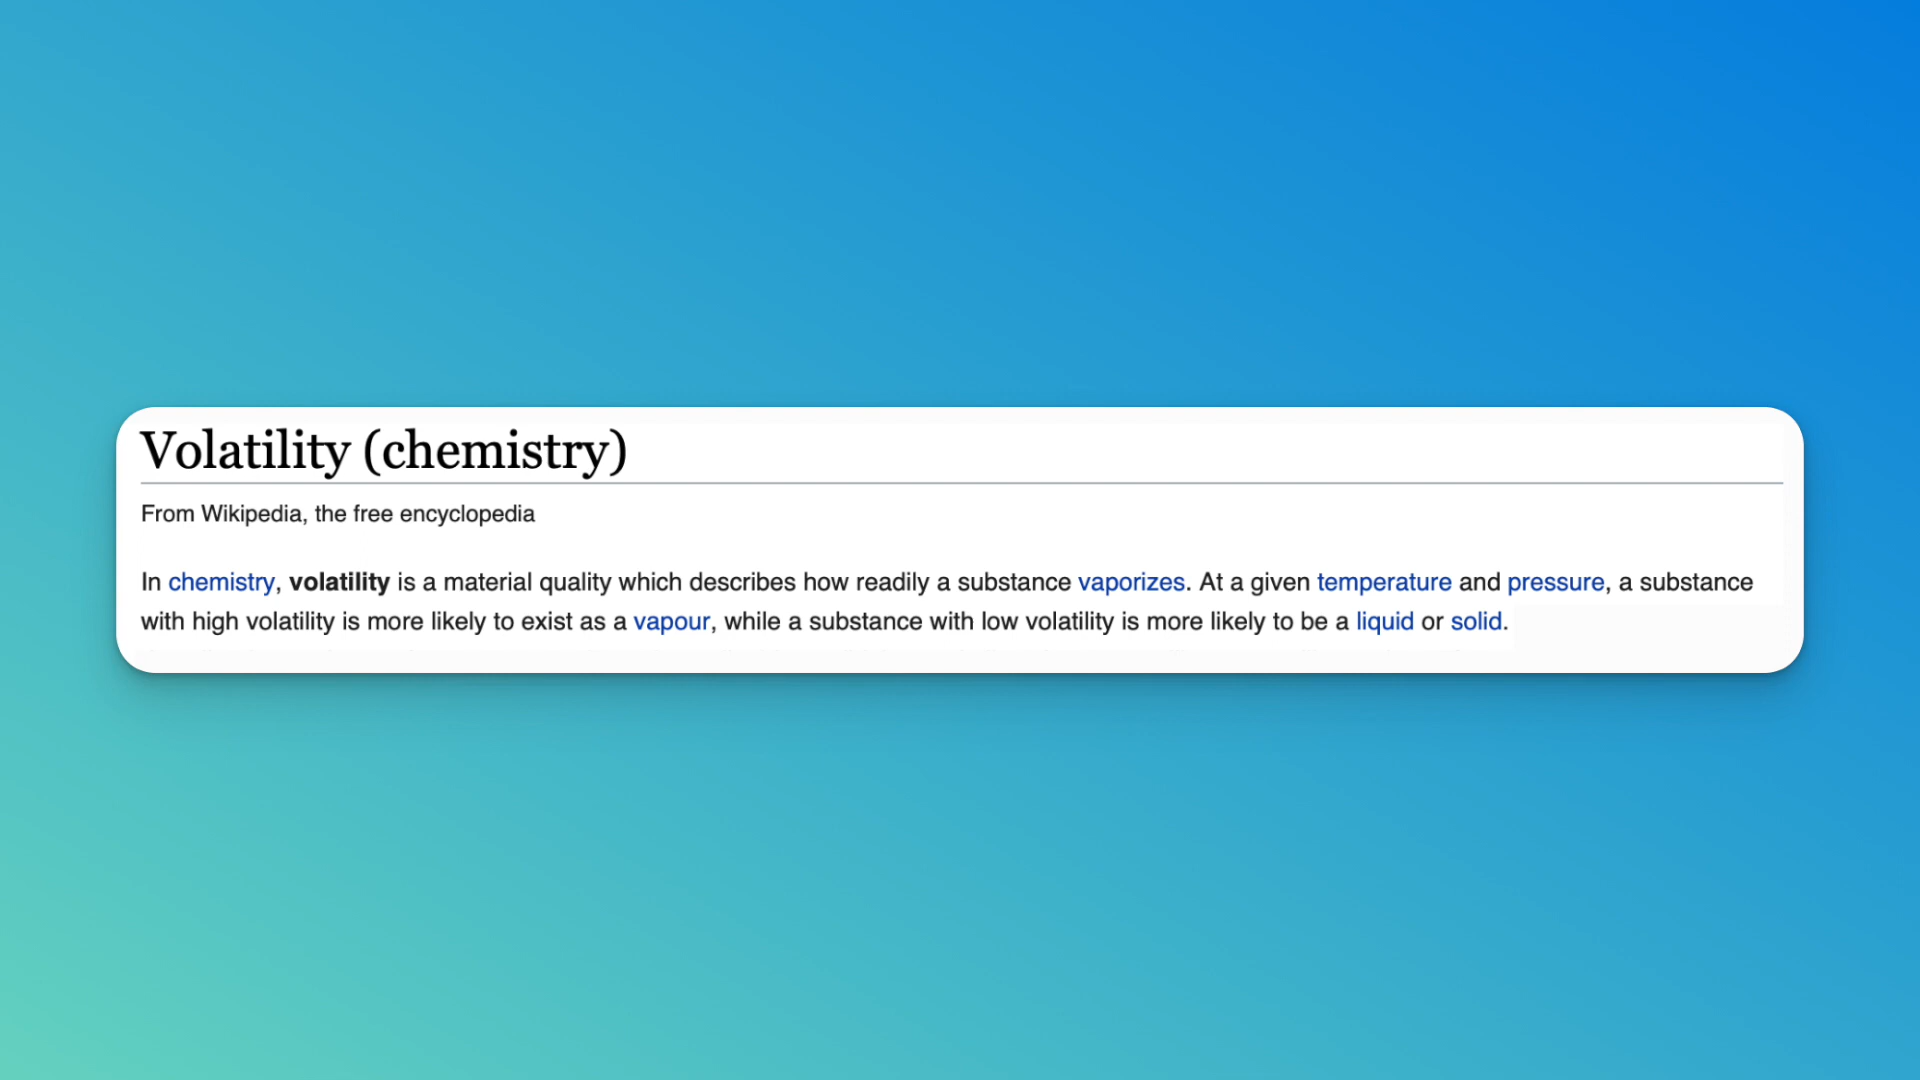 Volatility (chemistry)
From Wikipedia, the free encyclopedia
In chemistry, volatility is a material quality which describes how readily a substance vaporizes. At a given temperature and pressure, a substance
with high volatility is more likely to exist as a vapour, while a substance with low volatility is more likely to be a liquid or solid.